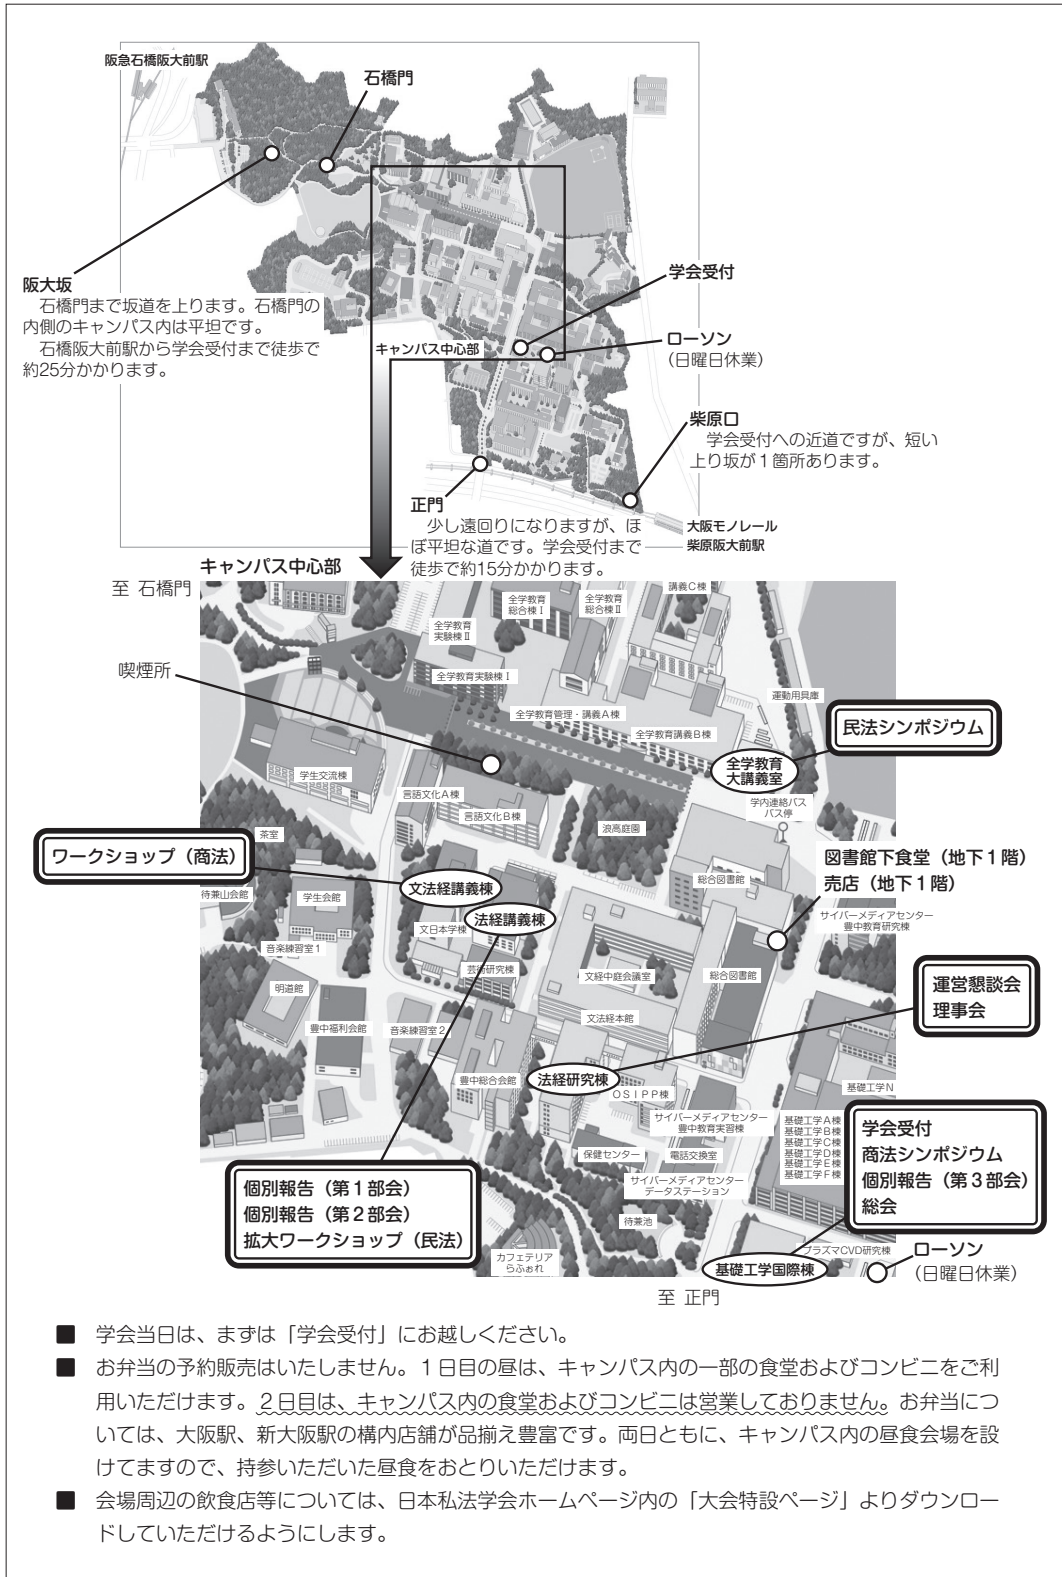 阪急石橋阪大前駅
石橋門
阪大坂
石橋門まで坂道を上ります。石橋門の
内側のキャンパス内は平坦です。
石橋阪大前駅から学会受付まで徒歩で
約25分かかります。
学会受付
キャンパス中心部
ローソン
(日曜日休業)
柴原口
学会受付への近道ですが、短い
上り坂が1箇所あります。
正門
少し遠回りになりますが、ほ
ぼ平坦な道です。学会受付まで
徒歩で約15分かかります。
大阪モノレール
柴原阪大前駅
キャンパス中心部
至 石橋門
講義C棟
全学教育
総合棟Ⅰ
全学教育
総合棟Ⅱ
全学教育
実験棟Ⅱ
喫煙所
全学教育実験棟Ⅰ
運動用具庫
全学教育管理・講義A棟
全学教育講義B棟
民法シンポジウム
全学教育
大講義室
学生交流棟
言語文化A棟
言語文化B棟
学内連絡バス
バス停
浪高庭園
茶室
ワークショップ(商法)
文法経講義棟
総合図書館
図書館下食堂(地下1階)
売店(地下1階)
待兼山会館
学生会館
法経講義棟
文日本学棟
サイバーメディアセンター
豊中教育研究棟
音楽練習室1
芸術研究棟
文経中庭会議室
総合図書館
運営懇談会
理事会
明道館
豊中福利会館
音楽練習室2
文法経本館
豊中総合会館
法経研究棟
OSIPP棟
基礎工学N
サイバーメディアセンター
豊中教育実習棟
基礎工学A棟
基礎工学B棟
基礎工学C棟
基礎工学D棟
基礎工学E棟
基礎工学F棟
学会受付
商法シンポジウム
個別報告(第3部会)
総会
保健センター
電話交換室
サイバーメディアセンター
データステーション
個別報告(第1部会)
個別報告(第2部会)
拡大ワークショップ(民法)
待兼池
カフェテリア
らふぉれ
プラズマCVD研究棟
基礎工学国際棟
ローソン
(日曜日休業)
至 正門
■ 学会当日は、まずは「学会受付」にお越しください。
■ お弁当の予約販売はいたしません。1日目の昼は、キャンパス内の一部の食堂およびコンビニをご利
用いただけます。2日目は、キャンパス内の食堂およびコンビニは営業しておりません。お弁当につ
いては、大阪駅、新大阪駅の構内店舗が品揃え豊富です。両日ともに、キャンパス内の昼食会場を設
けてますので、持参いただいた昼食をおとりいただけます。
■ 会場周辺の飲食店等については、日本私法学会ホームページ内の「大会特設ページ」よりダウンロー
ドしていただけるようにします。